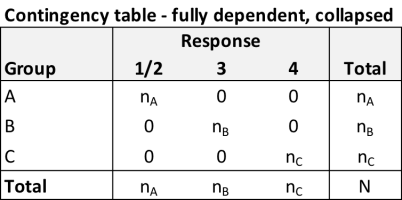 Contingency table - fully dependent, collapsed
Response
Group 1/2 3 4 Total
A n_A 0 0 n_A
B 0 n_B 0 n_B
C 0 0 n_C n_C
Total n_A n_B n_C N